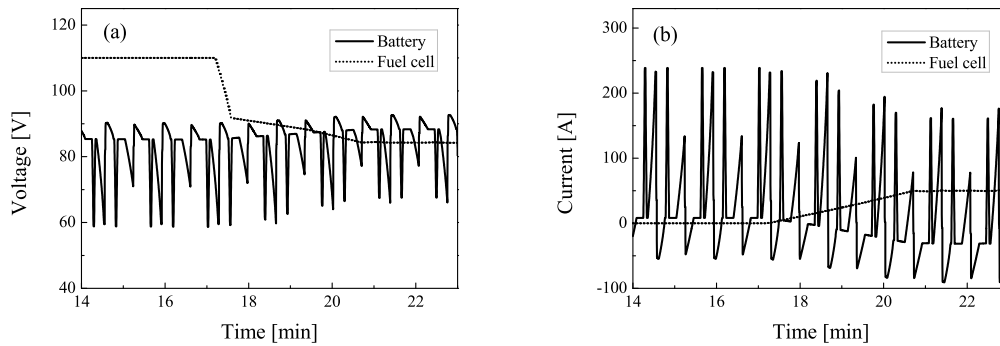 (a)
Battery
Fuel cell
120
100
80
60
40
Voltage [V]
14 16 18 20 22
Time [min]
(b)
Battery
Fuel cell
300
200
100
0
-100
Current [A]
14 16 18 20 22
Time [min]